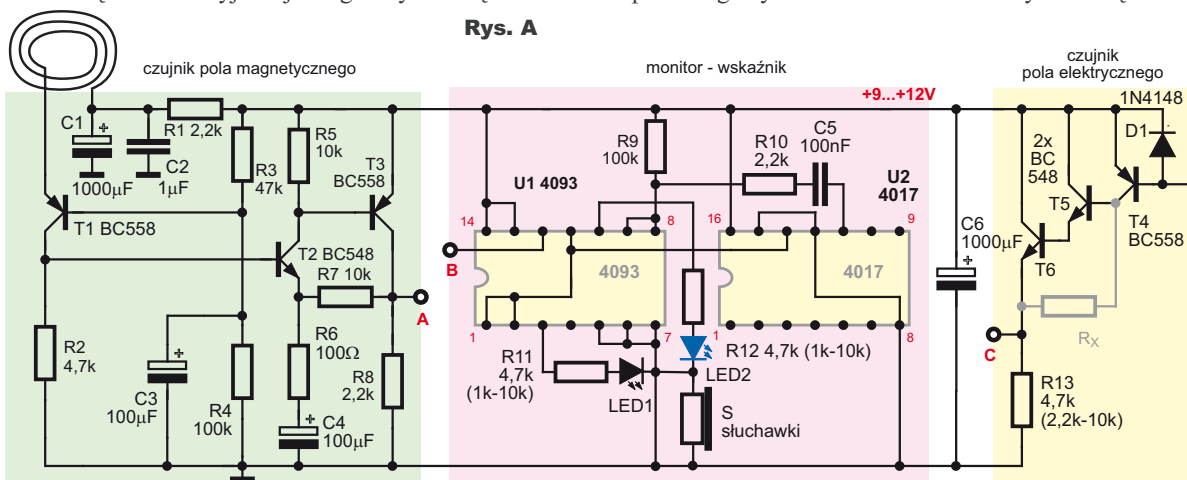 Rys. A
czujnik pola magnetycznego
monitor - wskaźnik
czujnik
pola elektrycznego
+9...+12V
1N4148
D1
C1
+
1000µF
C2
1µF
R1 2,2k
R3
47k
R5
10k
T3
BC558
R9
100k
R10
2,2k
C5
100nF
U1 4093
U2
4017
14
8
16
9
2x
BC
548
T5
T4
BC558
T6
T1 BC558
T2 BC548
R7 10k
A
B
4093
4017
C6
1000µF
+
1
7
1
8
R2
4,7k
C3
100µF
+
R4
100k
R6
100Ω
C4
100µF
+
R8
2,2k
R11
4,7k
(1k-10k)
LED1
R12 4,7k (1k-10k)
LED2
S
słuchawki
C
RX
R13
4,7k
(2,2k-10k)